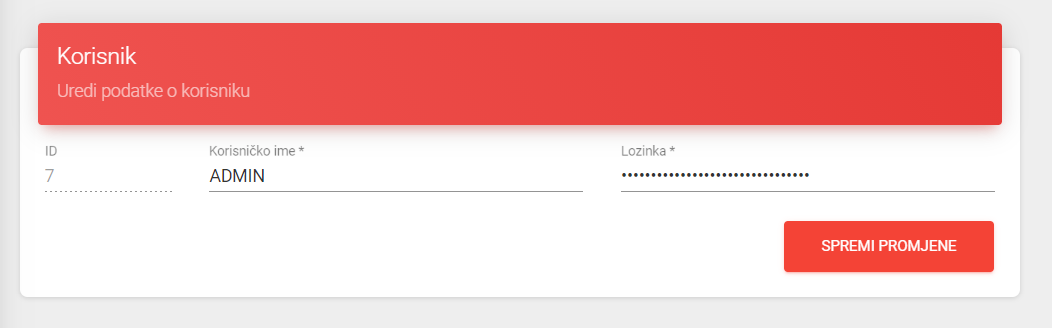 Korisnik
Uredi podatke o korisniku
ID
Korisničko ime *
Lozinka *
7
ADMIN
••••••••••••••••••••••••••••••••
SPREMI PROMJENE